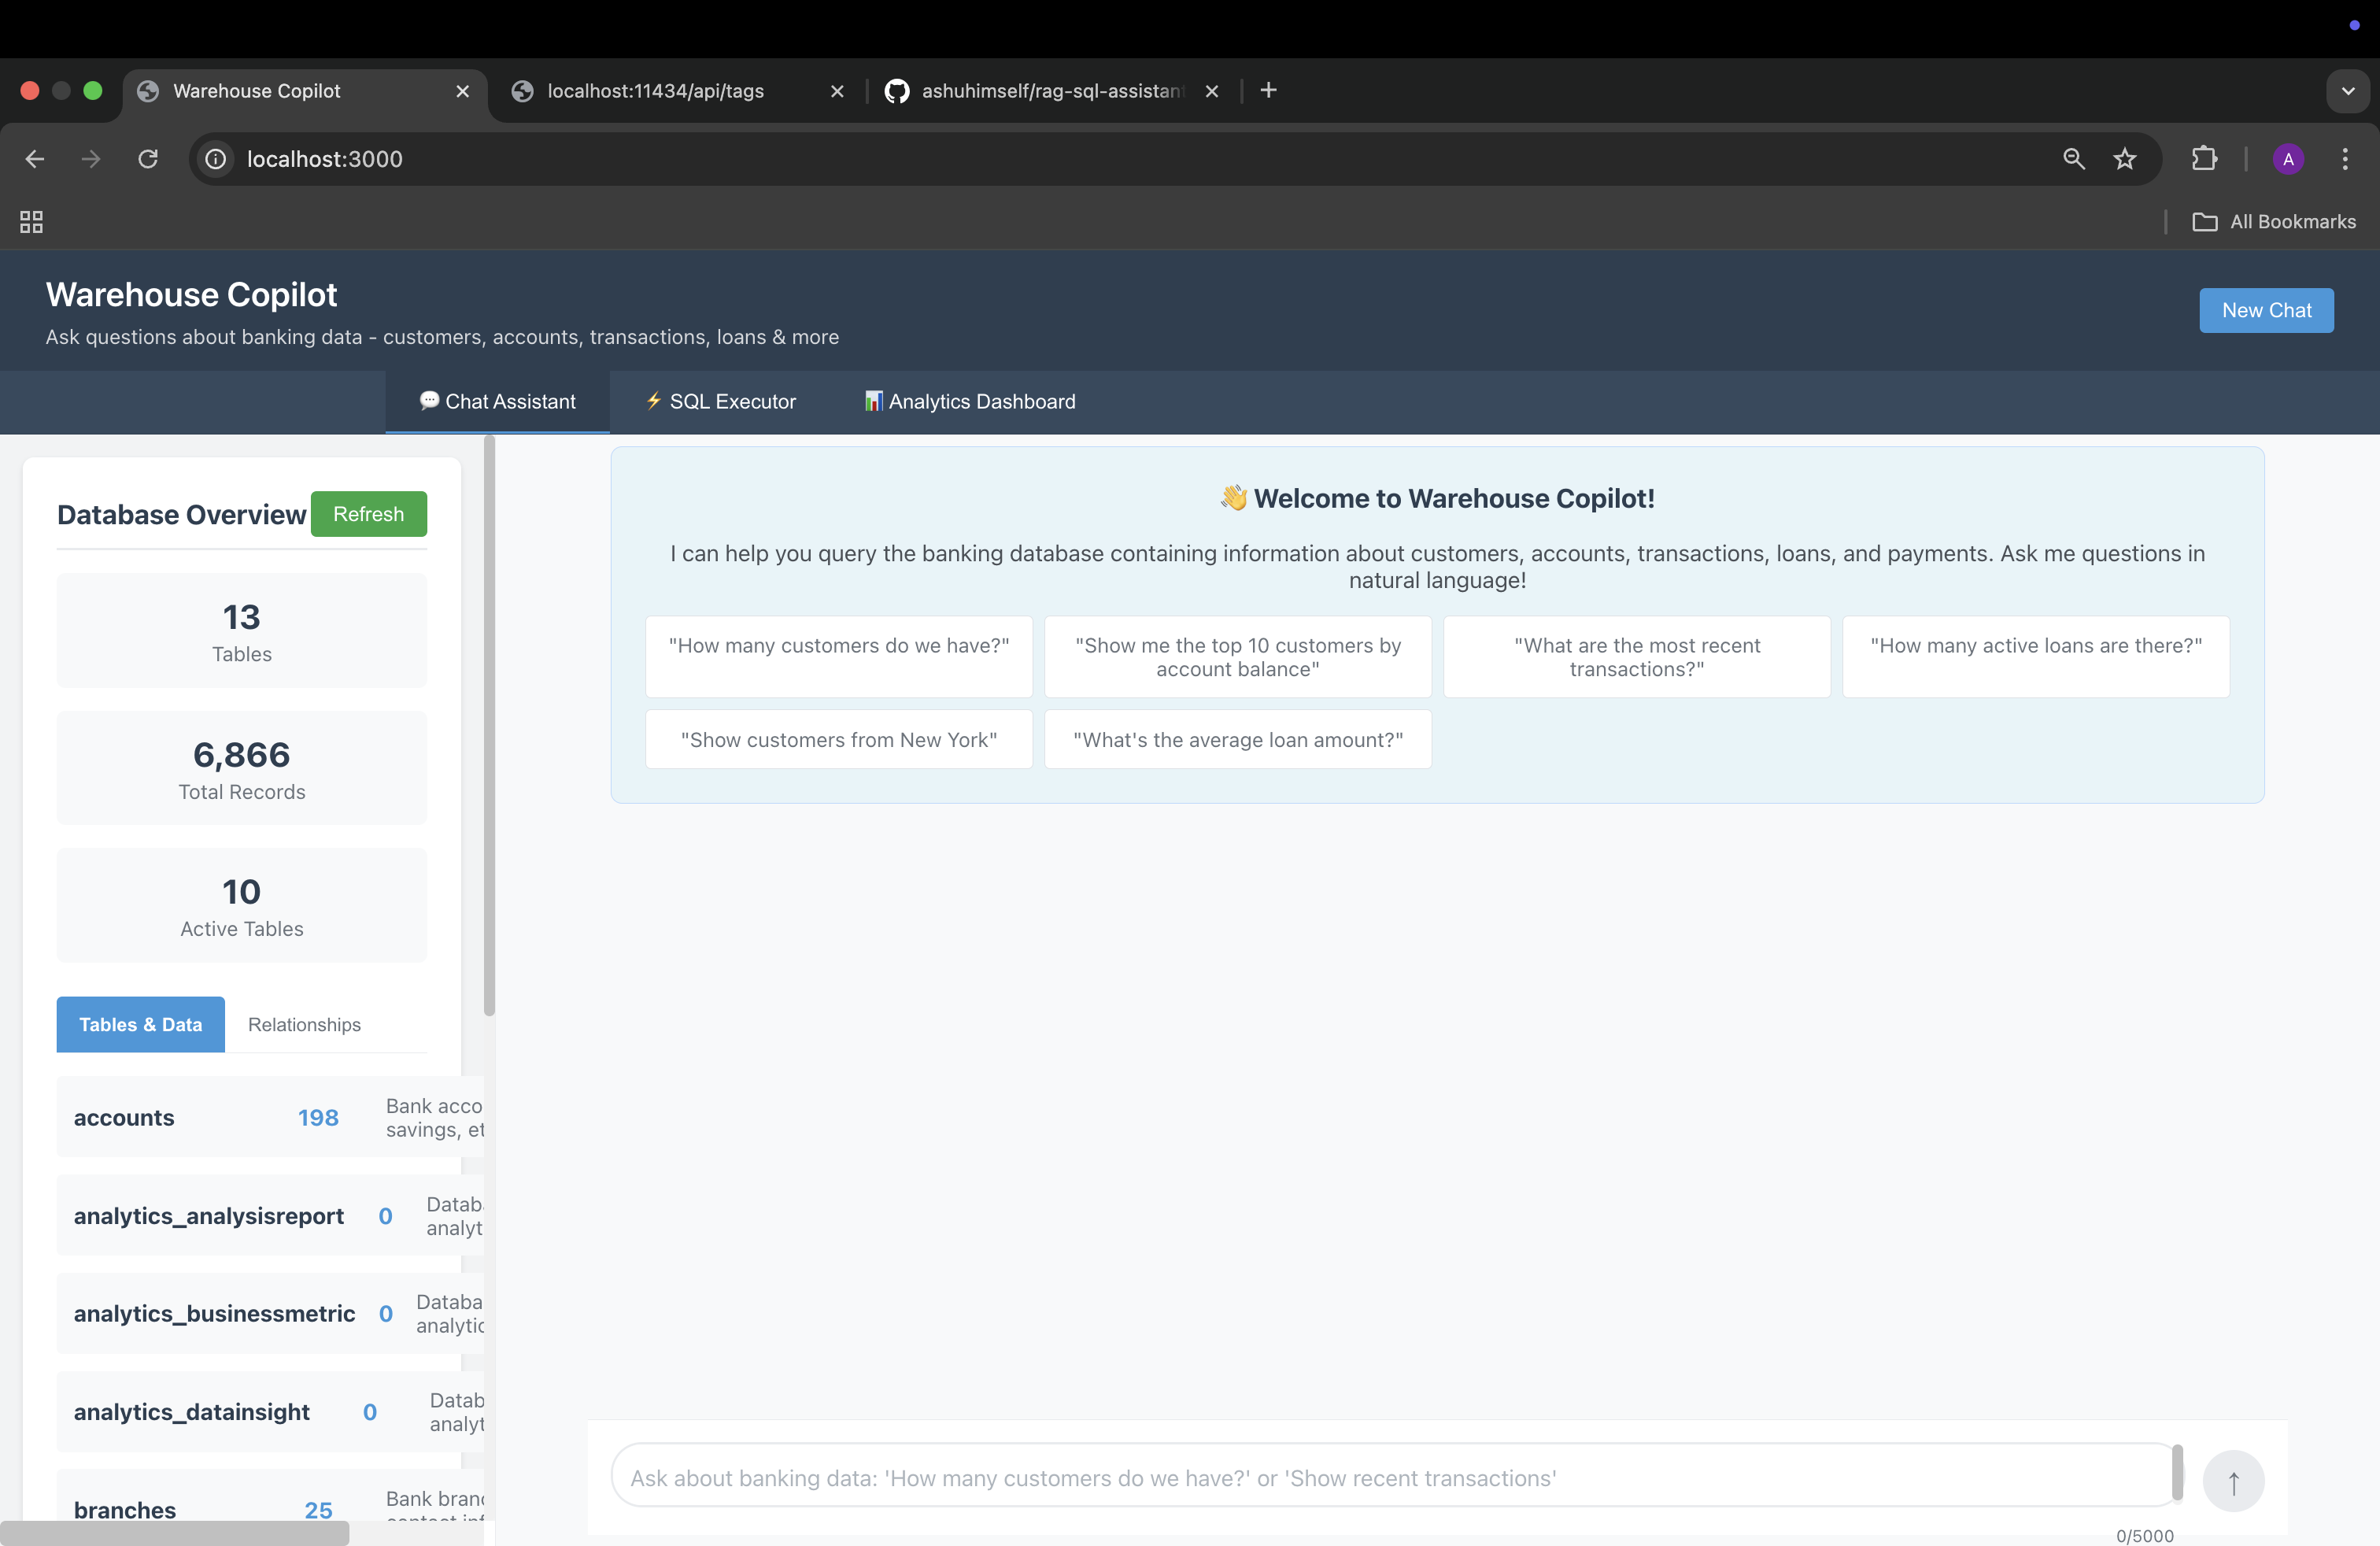 Warehouse Copilot
localhost:11434/api/tags
ashuhimself/rag-sql-assistan
localhost:3000
A
All Bookmarks
Warehouse Copilot
Ask questions about banking data - customers, accounts, transactions, loans & more
New Chat
💬 Chat Assistant
⚡ SQL Executor
📊 Analytics Dashboard
Database Overview
Refresh
13
Tables
6,866
Total Records
10
Active Tables
Tables & Data
Relationships
accounts
198
Bank acco
savings, et
analytics_analysisreport
0
Datab
analyt
analytics_businessmetric
0
Databa
analytic
analytics_datainsight
0
Datab
analyt
branches
25
Bank bran
👋 Welcome to Warehouse Copilot!
I can help you query the banking database containing information about customers, accounts, transactions, loans, and payments. Ask me questions in
natural language!
"How many customers do we have?"
"Show me the top 10 customers by
account balance"
"What are the most recent
transactions?"
"How many active loans are there?"
"Show customers from New York"
"What's the average loan amount?"
Ask about banking data: 'How many customers do we have?' or 'Show recent transactions'
↑
0/5000